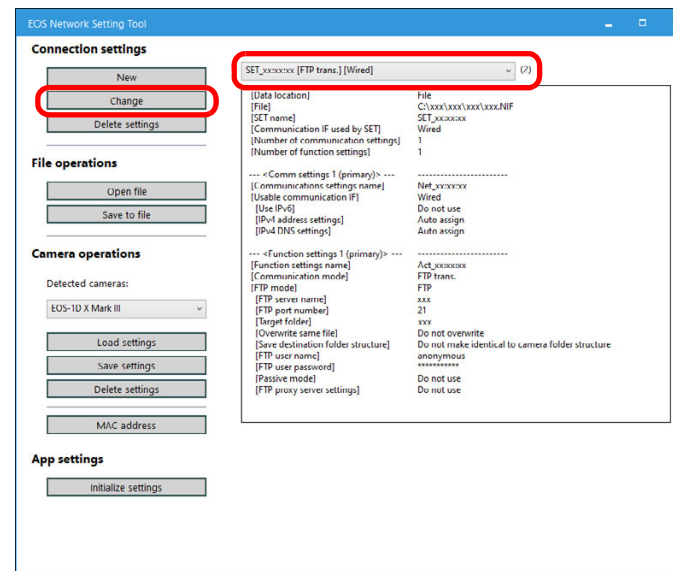 EOS Network Setting Tool
Connection settings
New
Change
Delete settings
File operations
Open file
Save to file
Camera operations
Detected cameras:
EOS-1D X Mark III
Load settings
Save settings
Delete settings
MAC address
App settings
Initialize settings
SET_xx:xx:xx [FTP trans.] [Wired] (2)
[Data location] File
[File] C:\xxx\xxx\xxx\xxx.NIF
[SET name] SET_xx:xx:xx
[Communication IF used by SET] Wired
[Number of communication settings] 1
[Number of function settings] 1
--- <Comm settings 1 (primary)> --- ------------------------
[Communications settings name] Net_xx:xx:xx
[Usable communication IF] Wired
[Use IPv6] Do not use
[IPv4 address settings] Auto assign
[IPv4 DNS settings] Auto assign
--- <Function settings 1 (primary)> --- ------------------------
[Function settings name] Act_xx:xx:xx
[Communication mode] FTP trans.
[FTP mode] FTP
[FTP server name] xxx
[FTP port number] 21
[Target folder] xxx
[Overwrite same file] Do not overwrite
[Save destination folder structure] Do not make identical to camera folder structure
[FTP user name] anonymous
[FTP user password] ***********
[Passive mode] Do not use
[FTP proxy server settings] Do not use